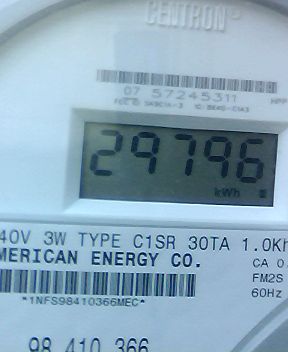 CENTRON®
07 57245311
29796
kWh
40V 3W TYPE C1SR 30TA 1.0Kh
MERICAN ENERGY CO.
CA 0.
FM2S
60Hz
*1NFS98410366MEC*
98 410 366